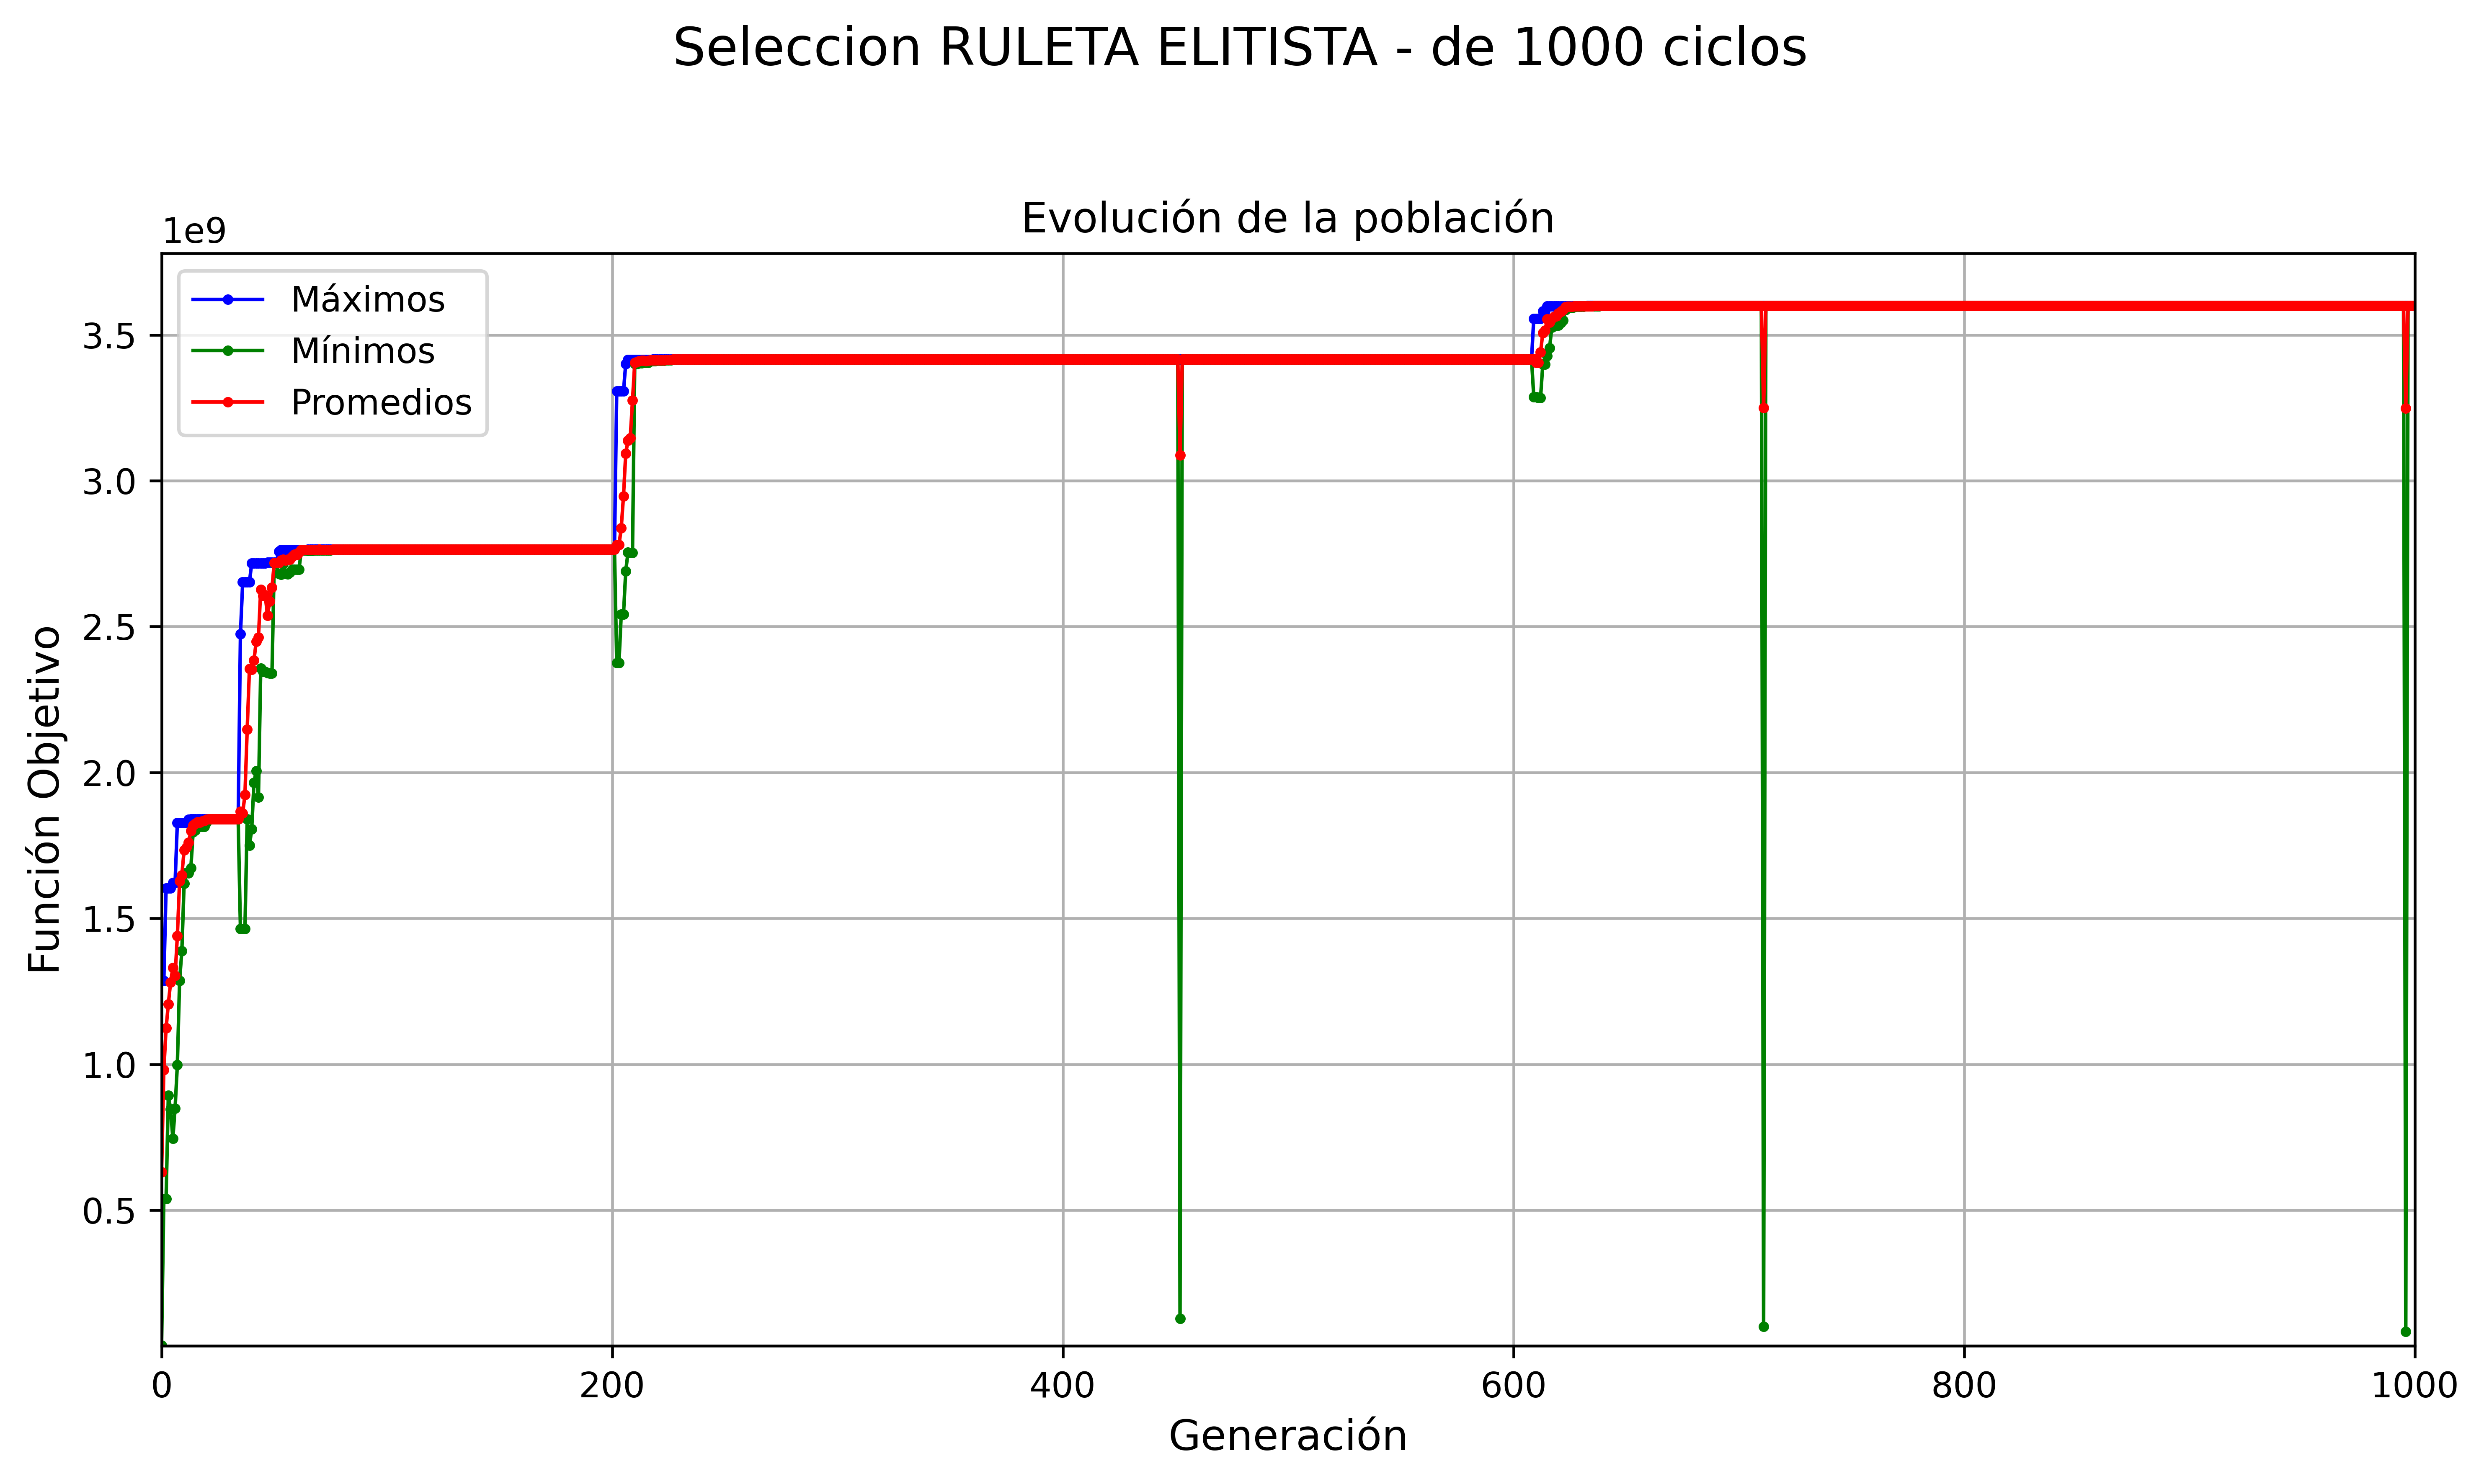 Seleccion RULETA ELITISTA - de 1000 ciclos
Evolución de la población
1e9
Máximos
Mínimos
Promedios
3.5
3.0
2.5
2.0
1.5
1.0
0.5
Función Objetivo
0 200 400 600 800 1000
Generación